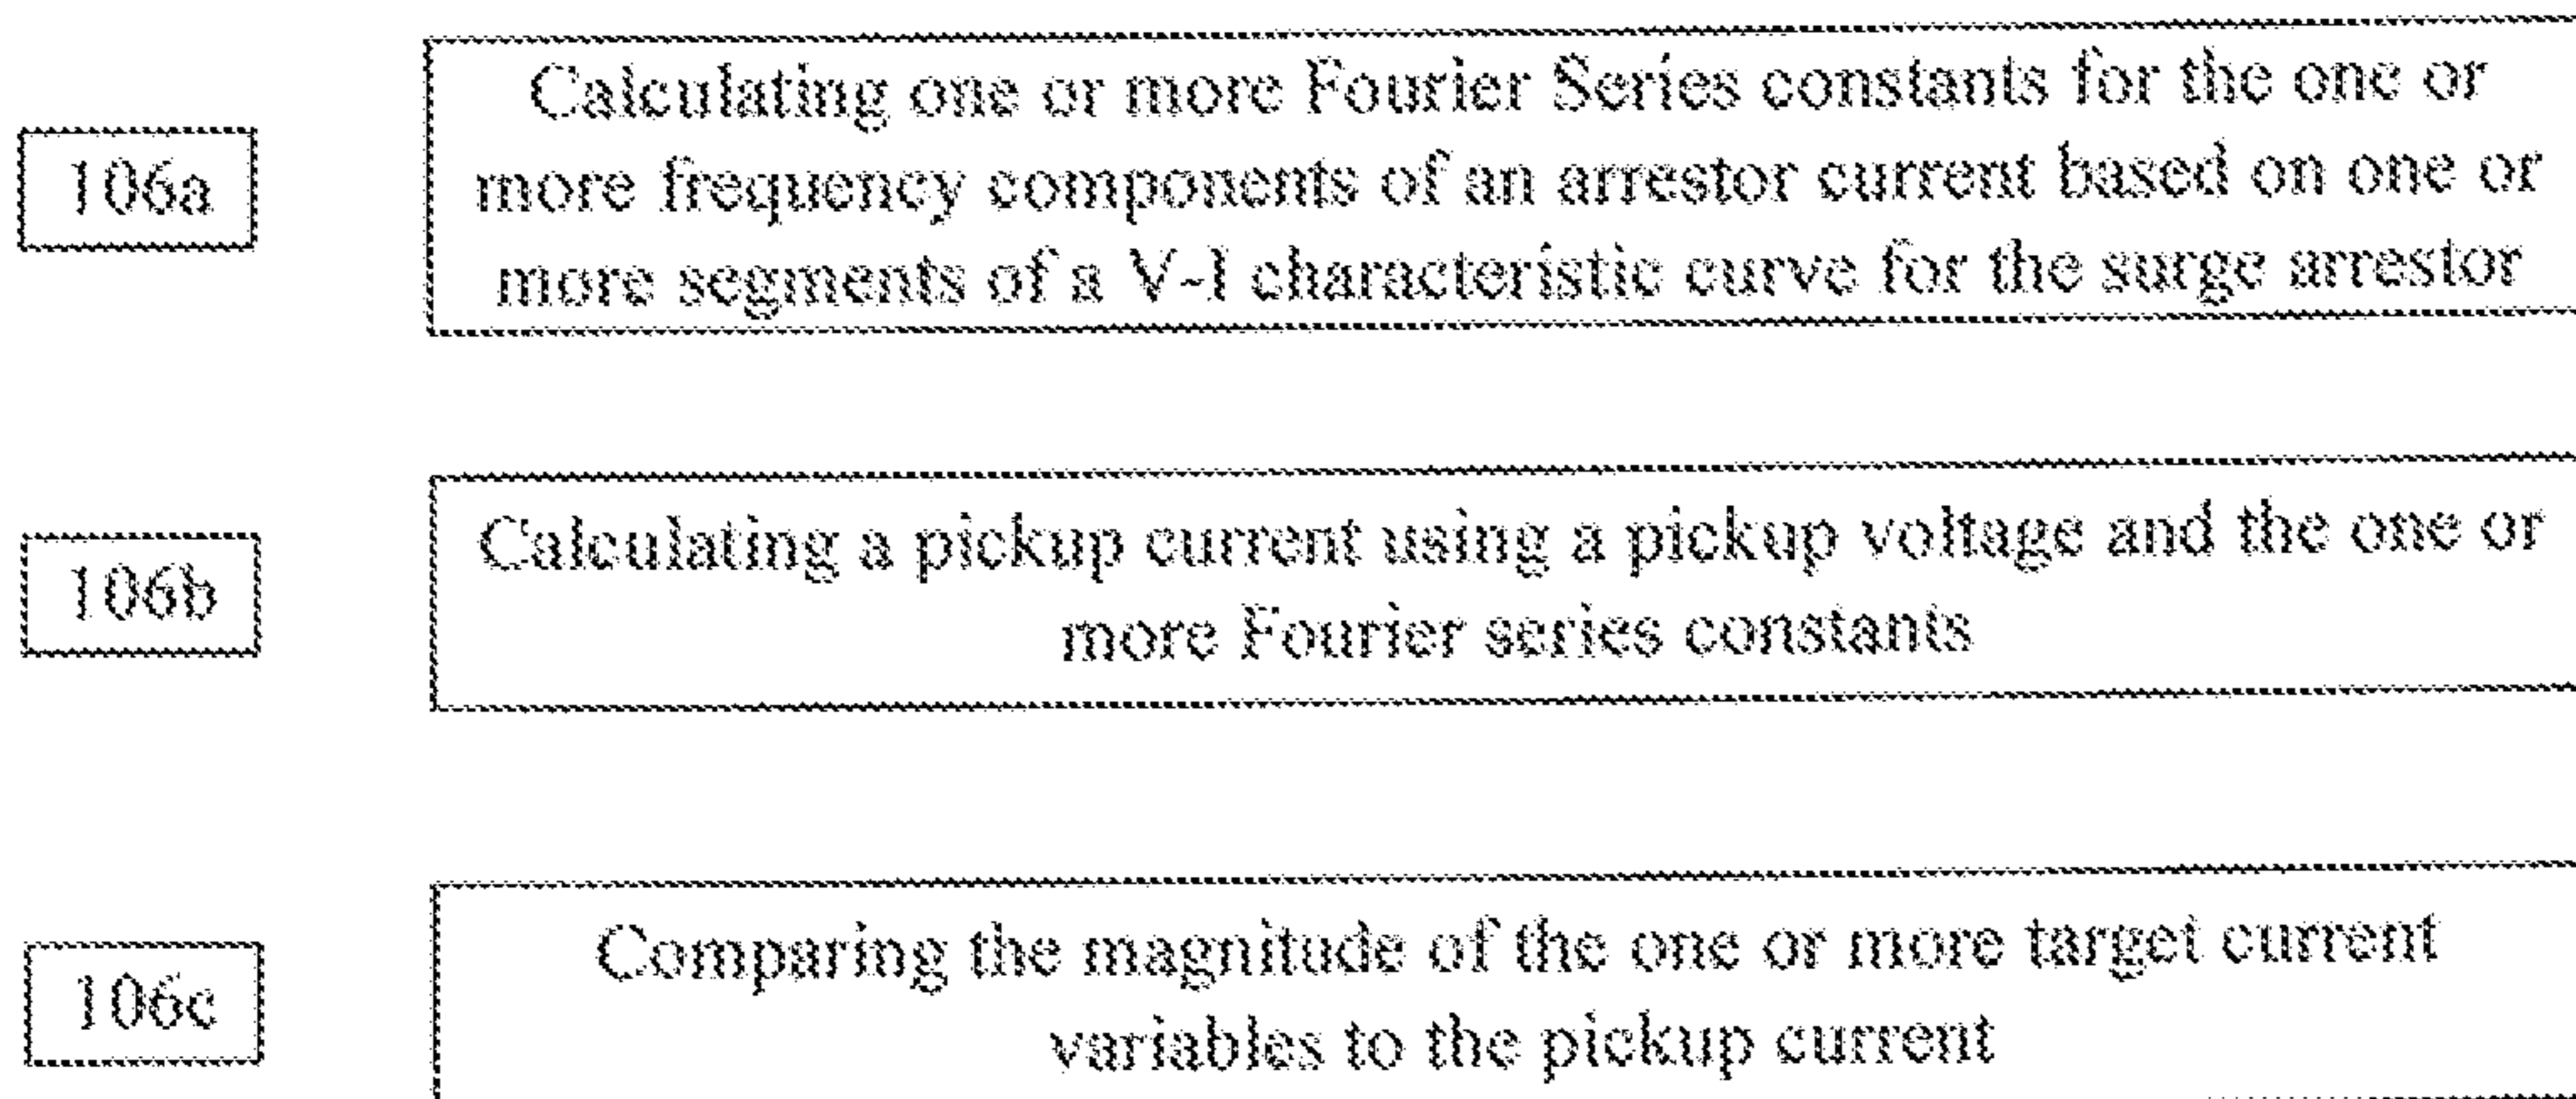 106a
Calculating one or more Fourier Series constants for the one or
more frequency components of an arrestor current based on one or
more segments of a V-I characteristic curve for the surge arrestor
106b
Calculating a pickup current using a pickup voltage and the one or
more Fourier series constants
106c
Comparing the magnitude of the one or more target current
variables to the pickup current